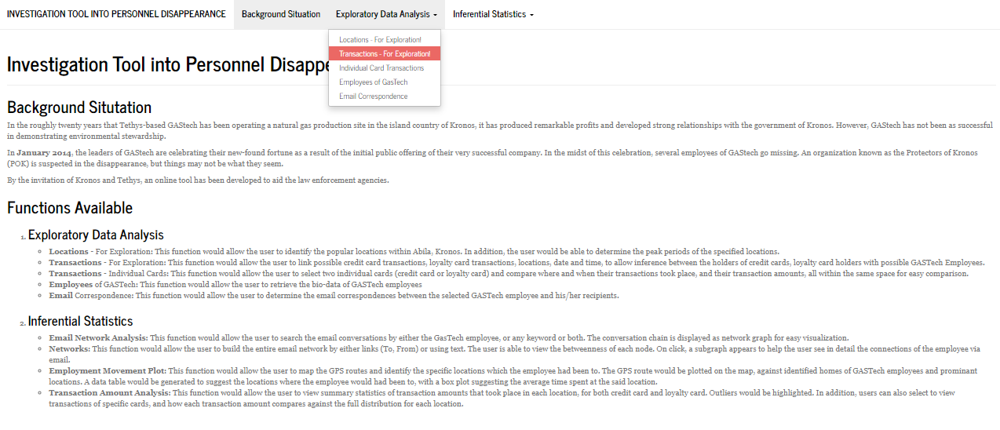 INVESTIGATION TOOL INTO PERSONNEL DISAPPEARANCE
Background Situation
Exploratory Data Analysis
Inferential Statistics
Locations - For Exploration!
Transactions - For Exploration!
Individual Card Transactions
Employees of GasTech
Email Correspondence
Investigation Tool into Personnel Disapp
Background Situtation
In the roughly twenty years that Tethys-based GAStech has been operating a natural gas production site in the island country of Kronos, it has produced remarkable profits and developed strong relationships with the government of Kronos. However, GAStech has not been as successful
in demonstrating environmental stewardship.
In January 2014, the leaders of GAStech are celebrating their new-found fortune as a result of the initial public offering of their very successful company. In the midst of this celebration, several employees of GAStech go missing. An organization known as the Protectors of Kronos
(POK) is suspected in the disappearance, but things may not be what they seem.
By the invitation of Kronos and Tethys, an online tool has been developed to aid the law enforcement agencies.
Functions Available
1. Exploratory Data Analysis
Locations - For Exploration: This function would allow the user to identify the popular locations within Abila, Kronos. In addition, the user would be able to determine the peak periods of the specified locations.
Transactions - For Exploration: This function would allow the user to link possible credit card transactions, loyalty card transactions, locations, date and time, to allow inference between the holders of credit cards, loyalty card holders with possible GASTech Employees.
Transactions - Individual Cards: This function would allow the user to select two individual cards (credit card or loyalty card) and compare where and when their transactions took place, and their transaction amounts, all within the same space for easy comparison.
Employees of GASTech: This function would allow the user to retrieve the bio-data of GASTech employees
Email Correspondence: This function would allow the user to determine the email correspondences between the selected GASTech employee and his/her recipients.
2. Inferential Statistics
Email Network Analysis: This function would allow the user to search the email conversations by either the GasTech employee, or any keyword or both. The conversation chain is displayed as network graph for easy visualization.
Networks: This function would allow the user to build the entire email network by either links (To, From) or using text. The user is able to view the betweenness of each node. On click, a subgraph appears to help the user see in detail the connections of the employee via
email.
Employment Movement Plot: This function would allow the user to map the GPS routes and identify the specific locations which the employee had been to. The GPS route would be plotted on the map, against identified homes of GASTech employees and prominant
locations. A data table would be generated to suggest the locations where the employee would had been to, with a box plot suggesting the average time spent at the said location.
Transaction Amount Analysis: This function would allow the user to view summary statistics of transaction amounts that took place in each location, for both credit card and loyalty card. Outliers would be highlighted. In addition, users can also select to view
transactions of specific cards, and how each transaction amount compares against the full distribution for each location.